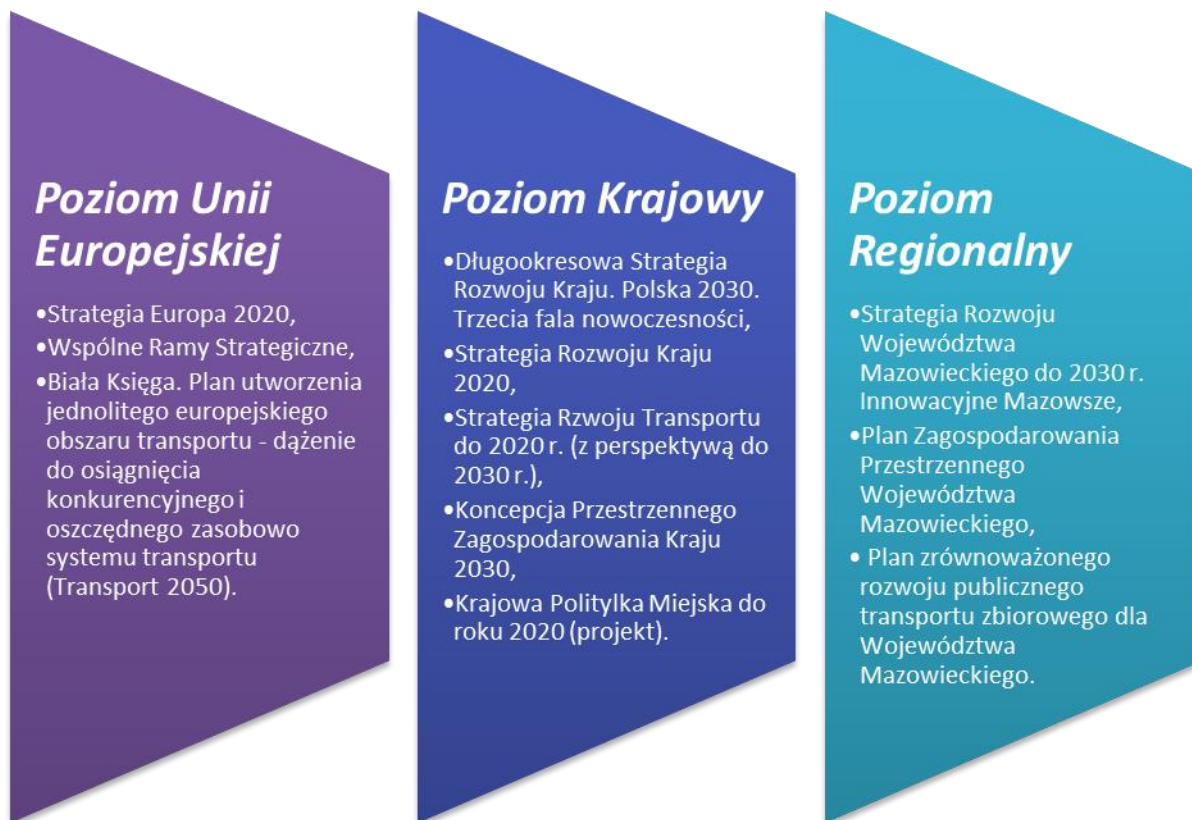 Poziom Unii
Europejskiej
•Strategia Europa 2020,
•Wspólne Ramy Strategiczne,
•Biała Księga. Plan utworzenia
jednolitego europejskiego
obszaru transportu - dążenie
do osiągnięcia
konkurencyjnego i
oszczędnego zasobowo
systemu transportu
(Transport 2050).
Poziom Krajowy
•Długookresowa Strategia
Rozwoju Kraju. Polska 2030.
Trzecia fala nowoczesności,
•Strategia Rozwoju Kraju
2020,
•Strategia Rzwoju Transportu
do 2020 r. (z perspektywą do
2030 r.),
•Koncepcja Przestrzennego
Zagospodarowania Kraju
2030,
•Krajowa Politylka Miejska do
roku 2020 (projekt).
Poziom
Regionalny
•Strategia Rozwoju
Województwa
Mazowieckiego do 2030 r.
Innowacyjne Mazowsze,
•Plan Zagospodarowania
Przestrzennego
Województwa
Mazowieckiego,
• Plan zrównoważonego
rozwoju publicznego
transportu zbiorowego dla
Województwa
Mazowieckiego.